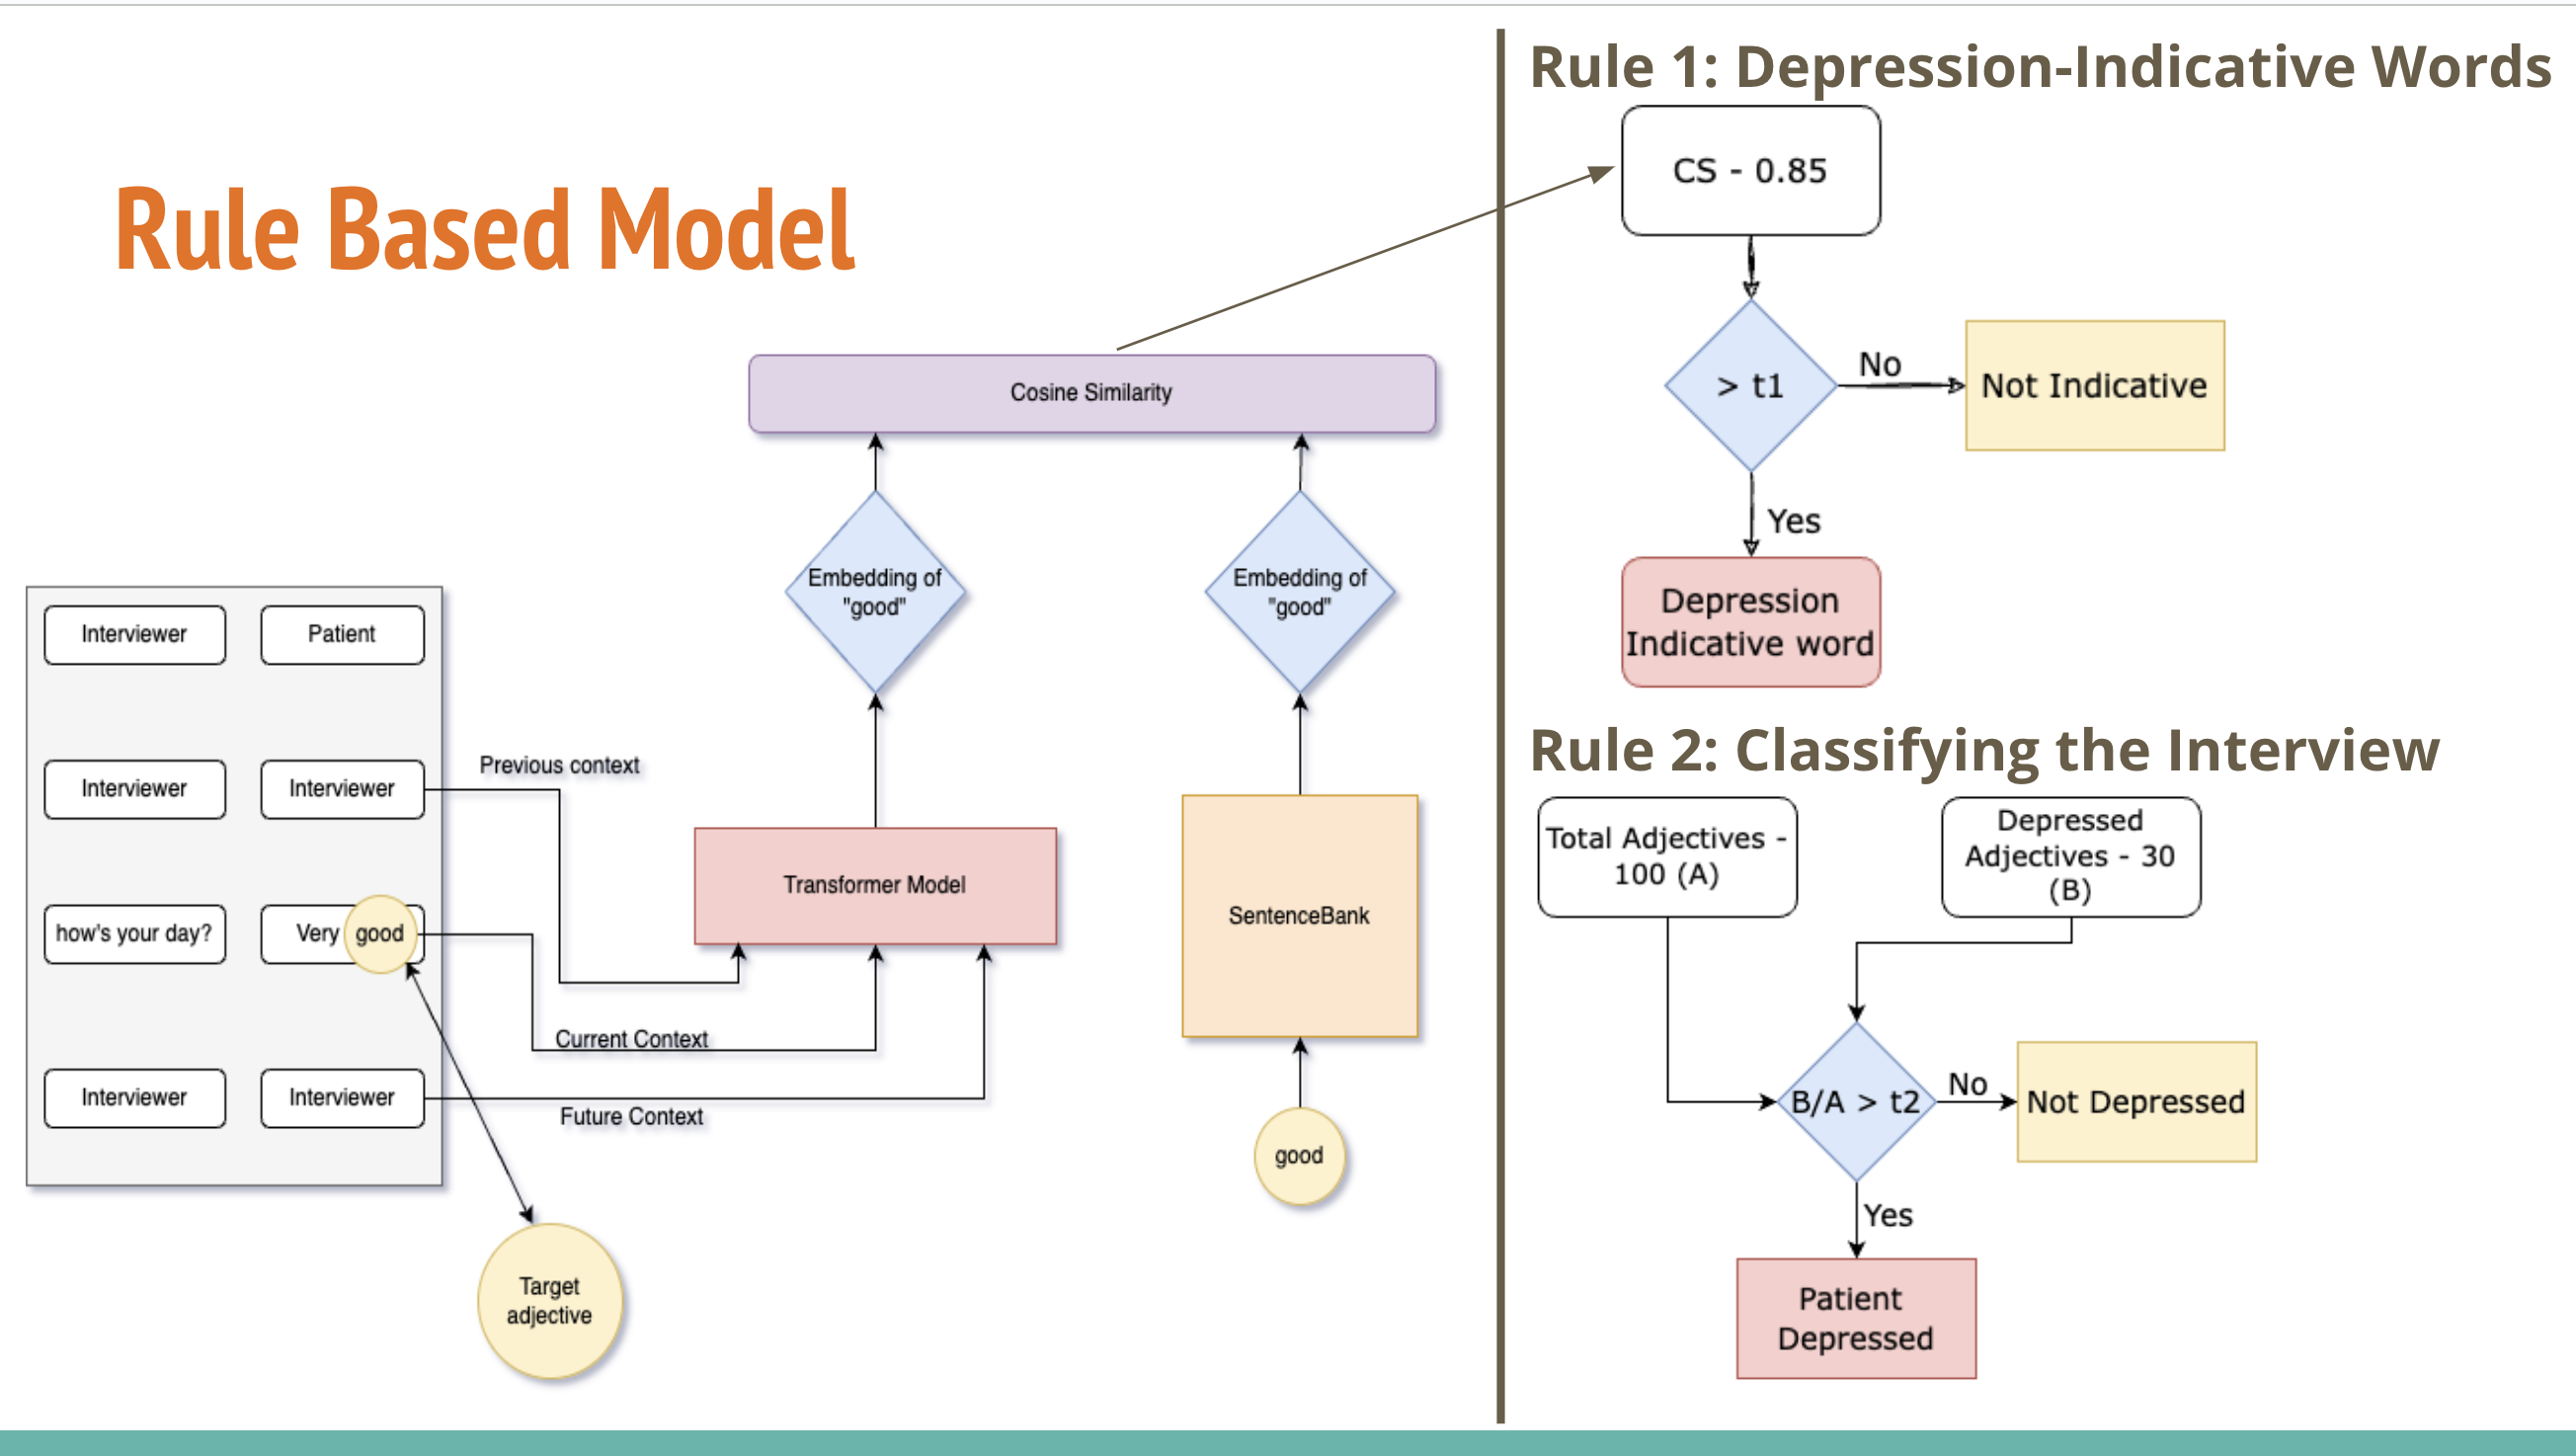 Rule Based Model
Cosine Similarity
Embedding of
"good"
Embedding of
"good"
Interviewer
Patient
Interviewer
Interviewer
Previous context
how's your day?
Very good
Transformer Model
SentenceBank
Current Context
Interviewer
Interviewer
Future Context
good
Target
adjective
Rule 1: Depression-Indicative Words
CS - 0.85
> t1
No
Not Indicative
Yes
Depression
Indicative word
Rule 2: Classifying the Interview
Total Adjectives -
100 (A)
Depressed
Adjectives - 30
(B)
B/A > t2
No
Not Depressed
Yes
Patient
Depressed